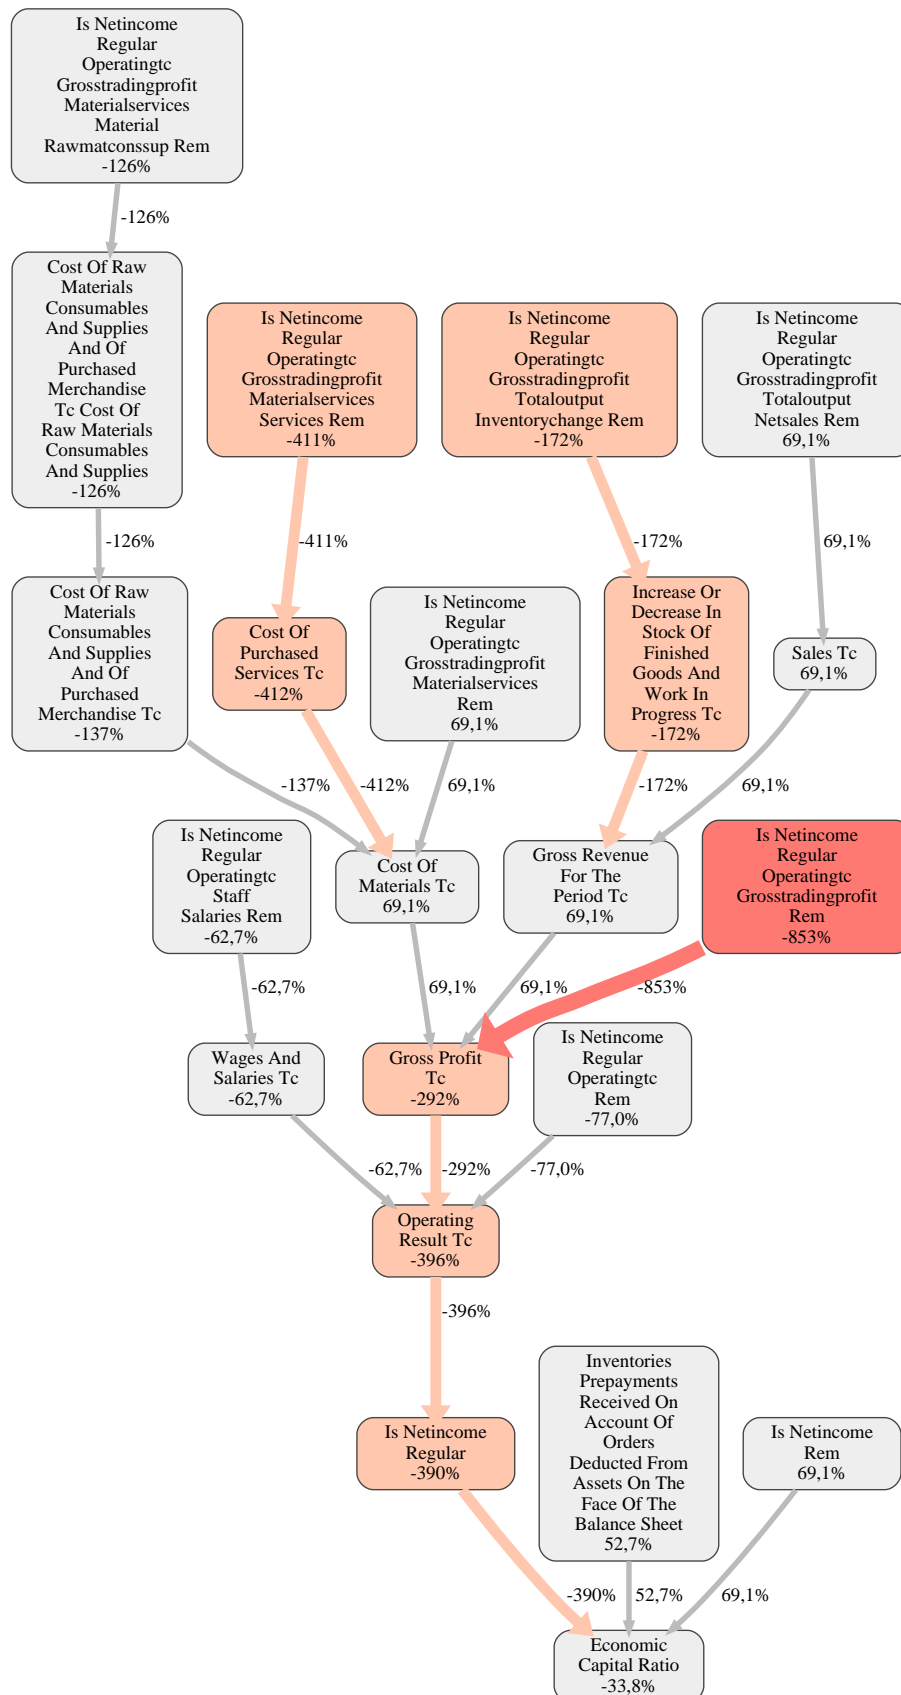 Is Netincome
Regular
Operatingtc
Grosstradingprofit
Materialservices
Material
Rawmatconssup Rem
-126%
-126%
Cost Of Raw
Materials
Consumables
And Supplies
And Of
Purchased
Merchandise
Tc Cost Of
Raw Materials
Consumables
And Supplies
-126%
Is Netincome
Regular
Operatingtc
Grosstradingprofit
Materialservices
Services Rem
-411%
Is Netincome
Regular
Operatingtc
Grosstradingprofit
Totaloutput
Inventorychange Rem
-172%
Is Netincome
Regular
Operatingtc
Grosstradingprofit
Totaloutput
Netsales Rem
69,1%
-126%
-411%
-172%
69,1%
Cost Of Raw
Materials
Consumables
And Supplies
And Of
Purchased
Merchandise Tc
-137%
Cost Of
Purchased
Services Tc
-412%
Is Netincome
Regular
Operatingtc
Grosstradingprofit
Materialservices
Rem
69,1%
Increase Or
Decrease In
Stock Of
Finished
Goods And
Work In
Progress Tc
-172%
Sales Tc
69,1%
-137%
-412%
69,1%
-172%
69,1%
Is Netincome
Regular
Operatingtc
Staff
Salaries Rem
-62,7%
Cost Of
Materials Tc
69,1%
Gross Revenue
For The
Period Tc
69,1%
Is Netincome
Regular
Operatingtc
Grosstradingprofit
Rem
-853%
-62,7%
69,1%
69,1%
-853%
Wages And
Salaries Tc
-62,7%
Gross Profit
Tc
-292%
Is Netincome
Regular
Operatingtc
Rem
-77,0%
-62,7%
-292%
-77,0%
Operating
Result Tc
-396%
-396%
Is Netincome
Regular
-390%
Inventories
Prepayments
Received On
Account Of
Orders
Deducted From
Assets On The
Face Of The
Balance Sheet
52,7%
Is Netincome
Rem
69,1%
-390%
52,7%
69,1%
Economic
Capital Ratio
-33,8%